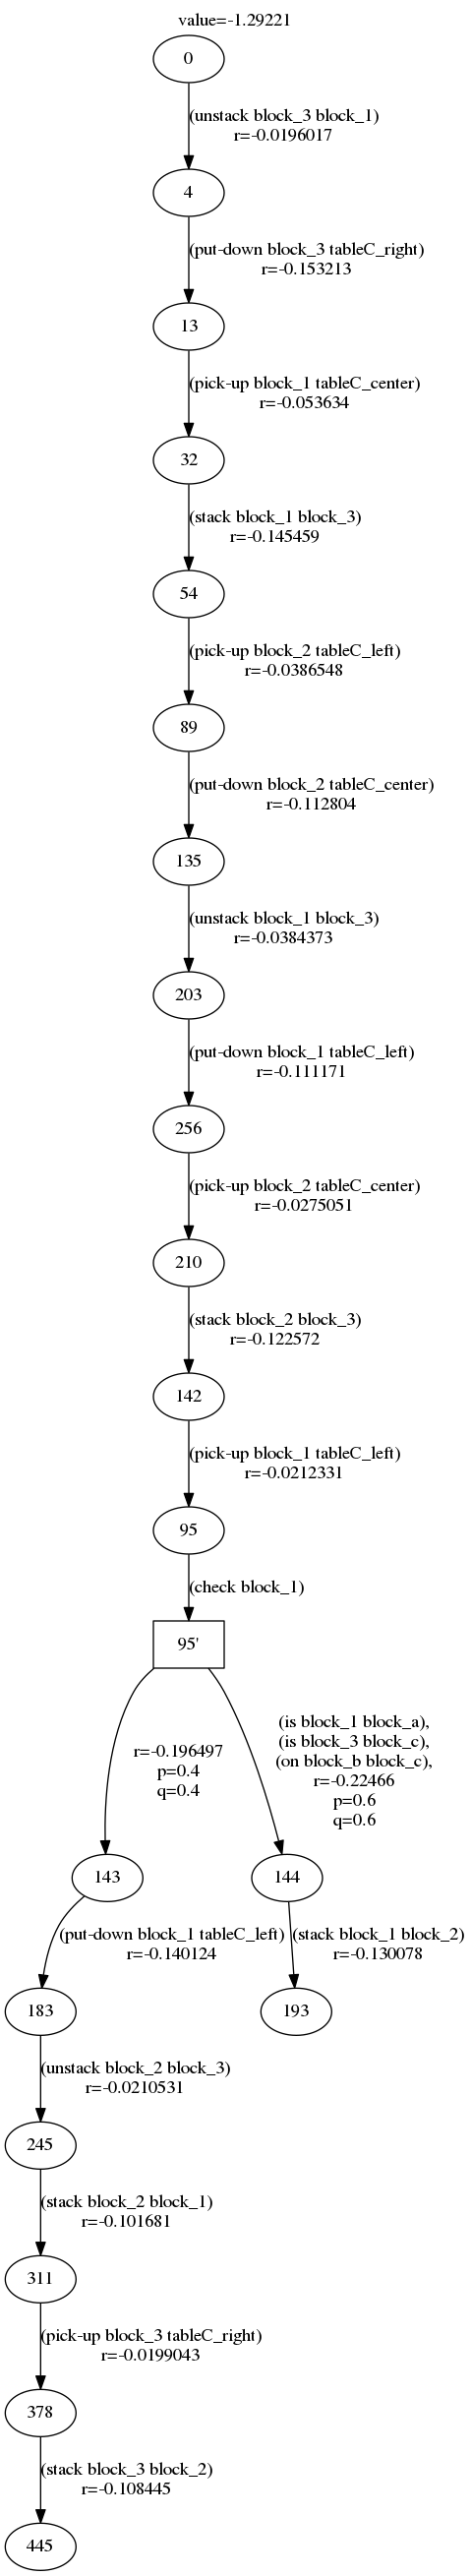 value=-1.29221
0
(unstack block_3 block_1)
r=-0.0196017
4
(put-down block_3 tableC_right)
r=-0.153213
13
(pick-up block_1 tableC_center)
r=-0.053634
32
(stack block_1 block_3)
r=-0.145459
54
(pick-up block_2 tableC_left)
r=-0.0386548
89
(put-down block_2 tableC_center)
r=-0.112804
135
(unstack block_1 block_3)
r=-0.0384373
203
(put-down block_1 tableC_left)
r=-0.111171
256
(pick-up block_2 tableC_center)
r=-0.0275051
210
(stack block_2 block_3)
r=-0.122572
142
(pick-up block_1 tableC_left)
r=-0.0212331
95
(check block_1)
95'
r=-0.196497
p=0.4
q=0.4
(is block_1 block_a),
(is block_3 block_c),
(on block_b block_c),
r=-0.22466
p=0.6
q=0.6
143
144
(put-down block_1 tableC_left)
r=-0.140124
(stack block_1 block_2)
r=-0.130078
183
193
(unstack block_2 block_3)
r=-0.0210531
245
(stack block_2 block_1)
r=-0.101681
311
(pick-up block_3 tableC_right)
r=-0.0199043
378
(stack block_3 block_2)
r=-0.108445
445